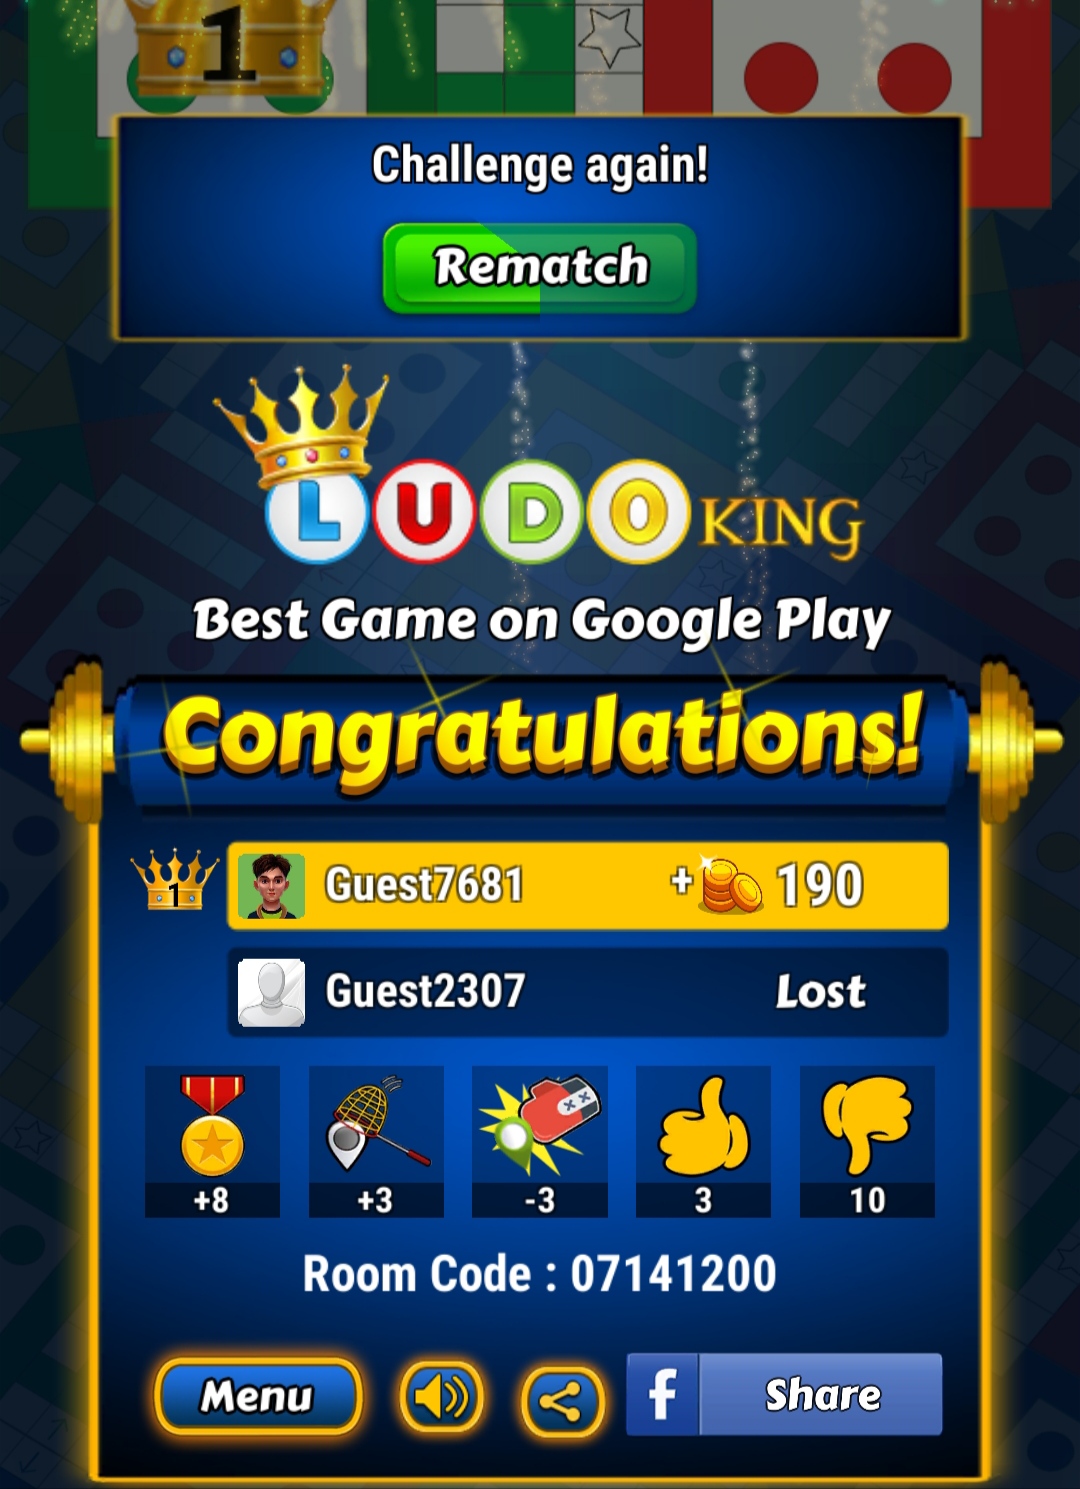 1
Challenge again!
Rematch
LUDO KING
Best Game on Google Play
Congratulations!
1 Guest7681 + 190
Guest2307 Lost
+8 +3 -3 3 10
Room Code : 07141200
Menu f Share